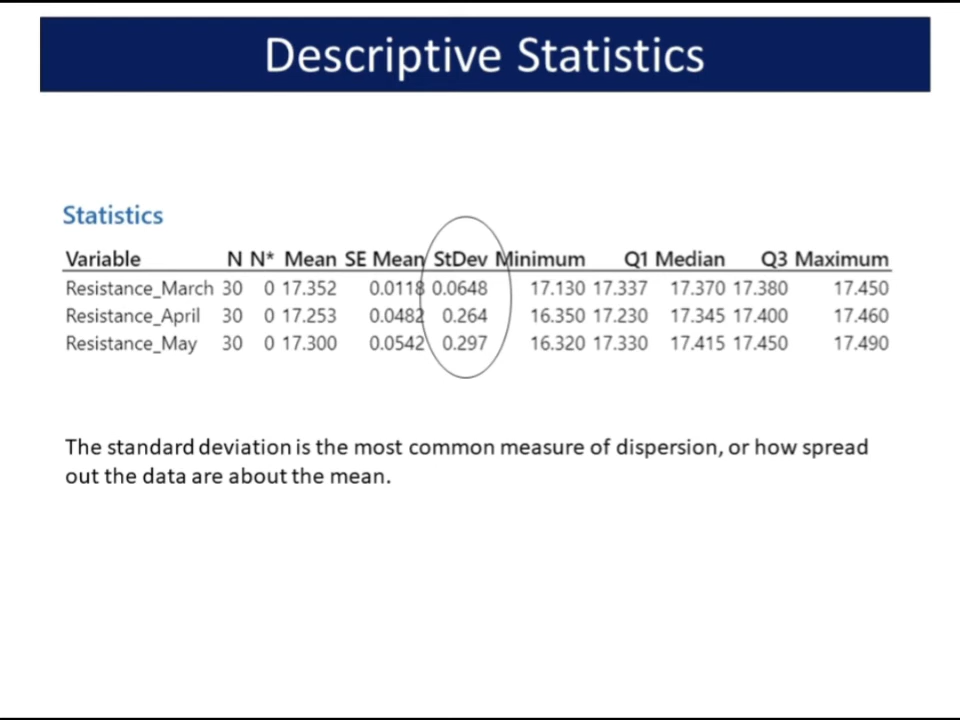 Descriptive Statistics
Statistics
Variable N N* Mean SE Mean StDev Minimum Q1 Median Q3 Maximum
Resistance_March 30 0 17.352 0.0118 0.0648 17.130 17.337 17.370 17.380 17.450
Resistance_April 30 0 17.253 0.0482 0.264 16.350 17.230 17.345 17.400 17.460
Resistance_May 30 0 17.300 0.0542 0.297 16.320 17.330 17.415 17.450 17.490
The standard deviation is the most common measure of dispersion, or how spread
out the data are about the mean.